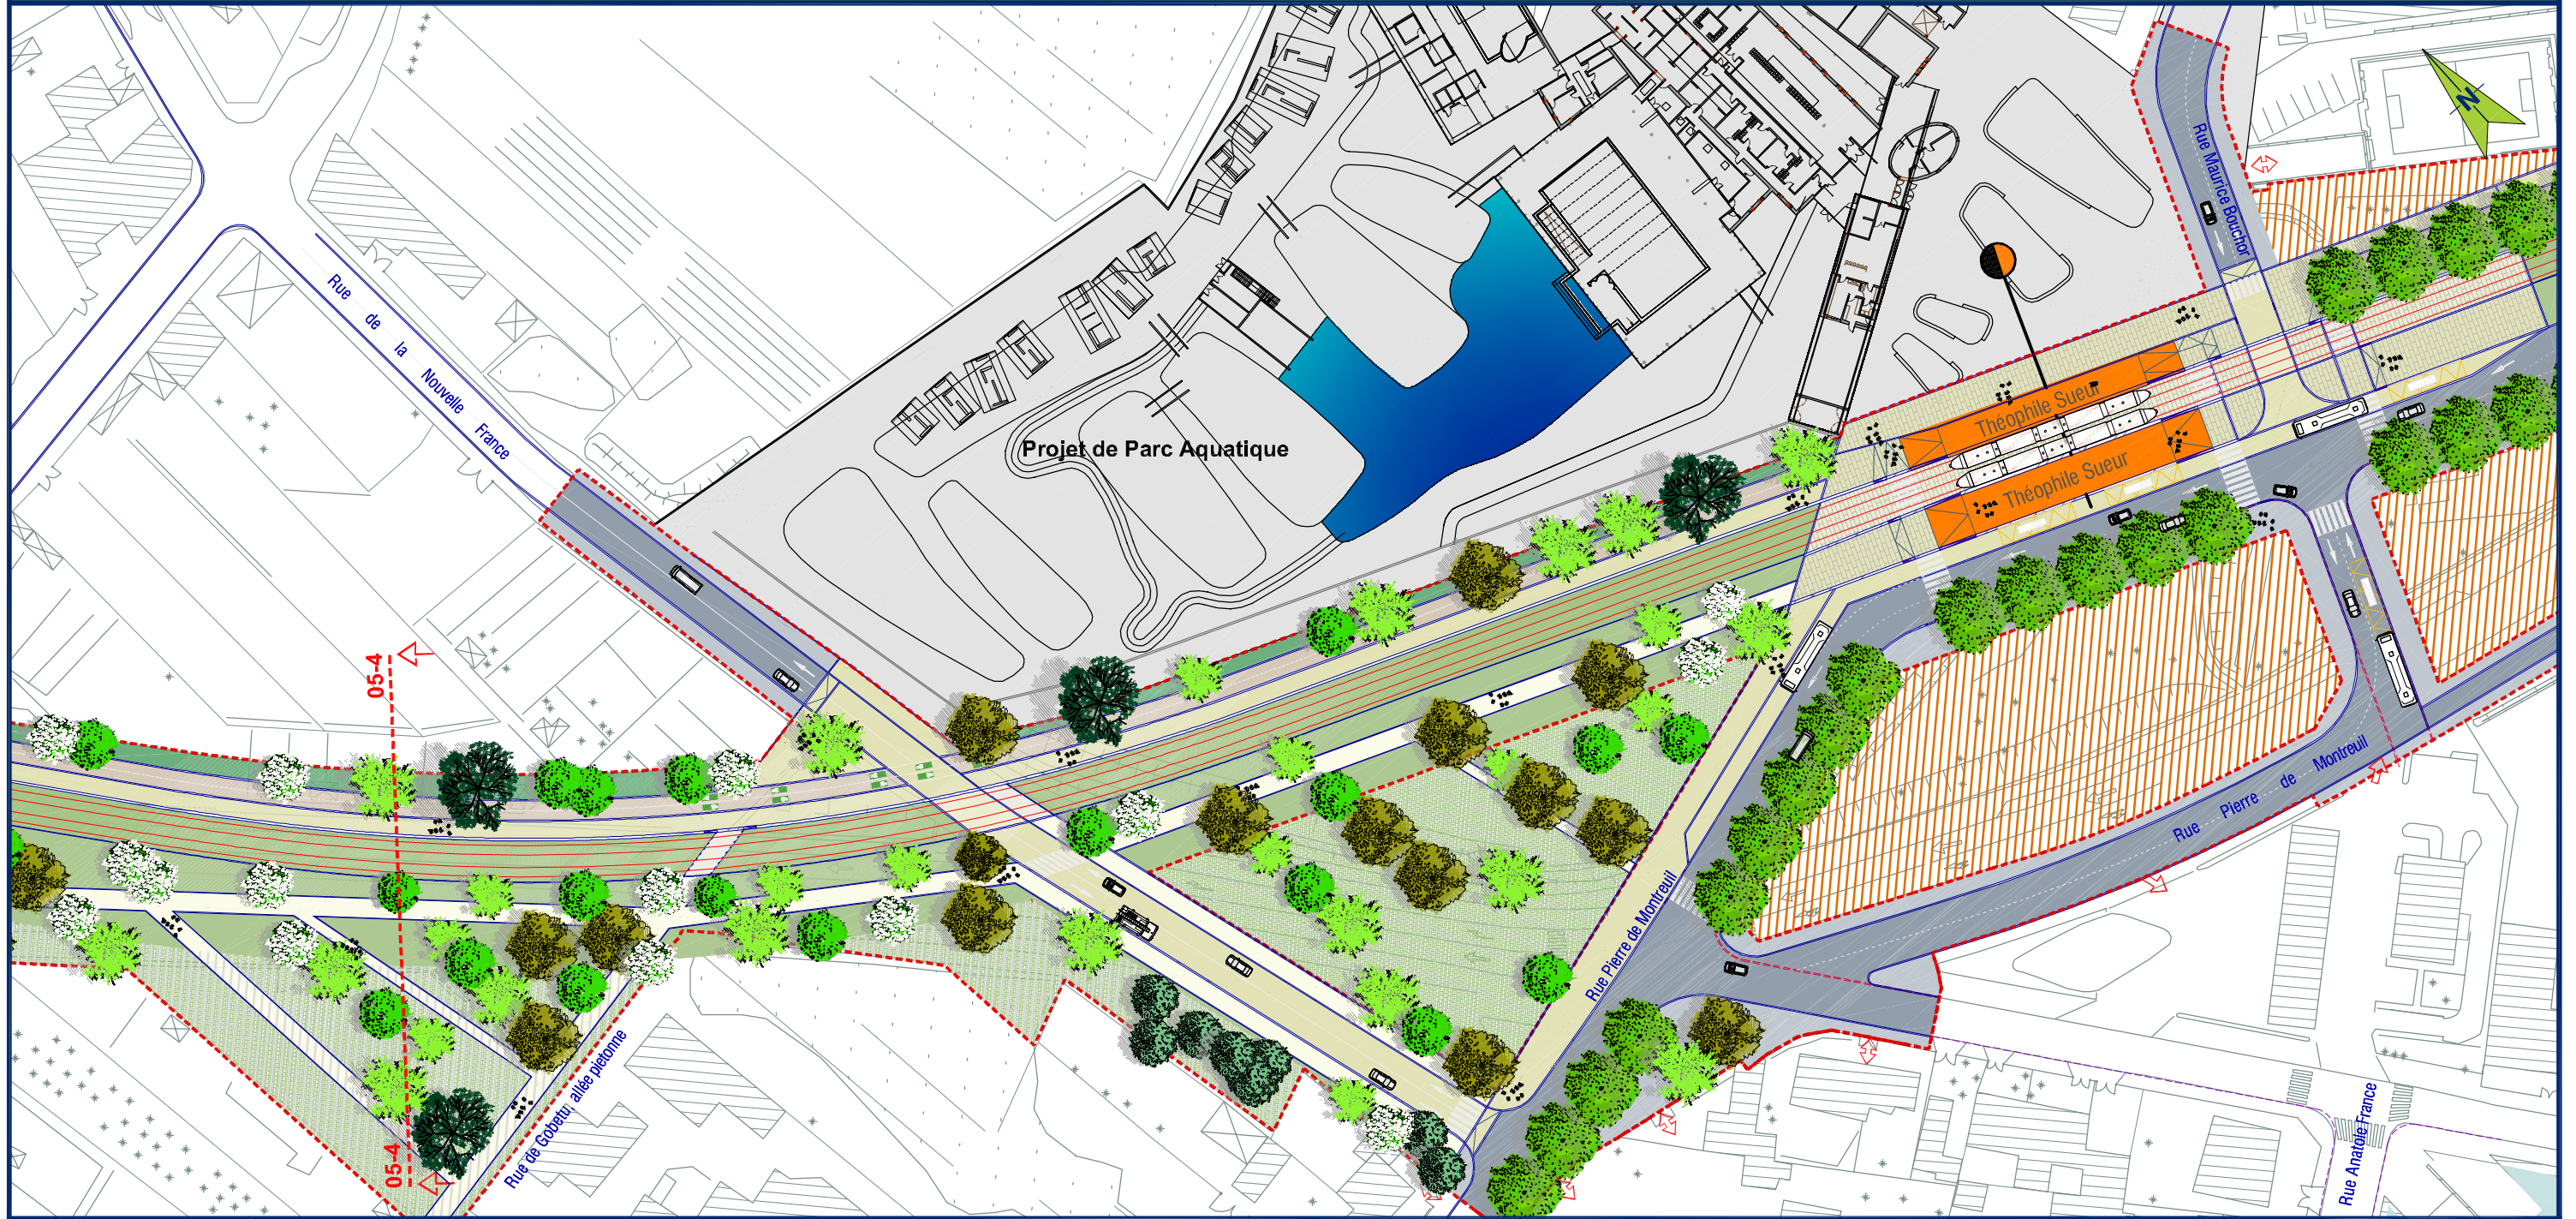 N
Rue Maurice Bouchor
Rue de la Nouvelle France
Théophile Sueur
Projet de Parc Aquatique
Théophile Sueur
05-4
Rue Pierre de Montreuil
Rue Pierre de Montreuil
Rue de Gobetu, allée pietonne
05-4
Rue Anatole France